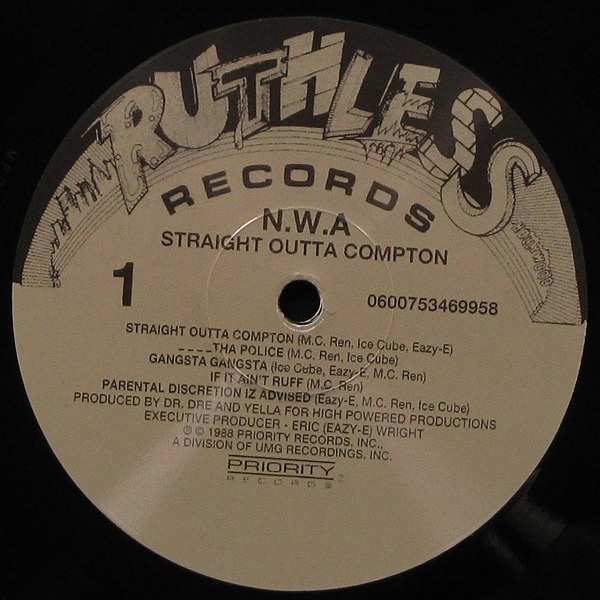 RUTHLESS
RECORDS
N.W.A
STRAIGHT OUTTA COMPTON
1
0600753469958
STRAIGHT OUTTA COMPTON (M.C. Ren, Ice Cube, Eazy-E)
____THA POLICE (M.C. Ren, Ice Cube)
GANGSTA GANGSTA (Ice Cube, Eazy-E, M.C. Ren)
IF IT AIN'T RUFF (M.C. Ren)
PARENTAL DISCRETION IZ ADVISED (Eazy-E, M.C. Ren, Ice Cube)
PRODUCED BY DR. DRE AND YELLA FOR HIGH POWERED PRODUCTIONS
EXECUTIVE PRODUCER - ERIC (EAZY-E) WRIGHT
℗ © 1988 PRIORITY RECORDS, INC.,
A DIVISION OF UMG RECORDINGS, INC.
PRIORITY
RECORDS